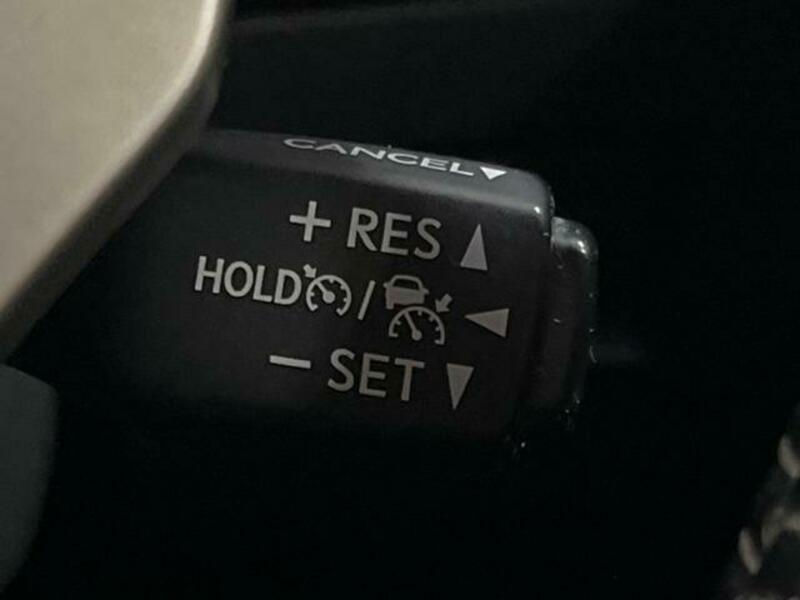 CANCEL
+ RES
HOLD /
− SET